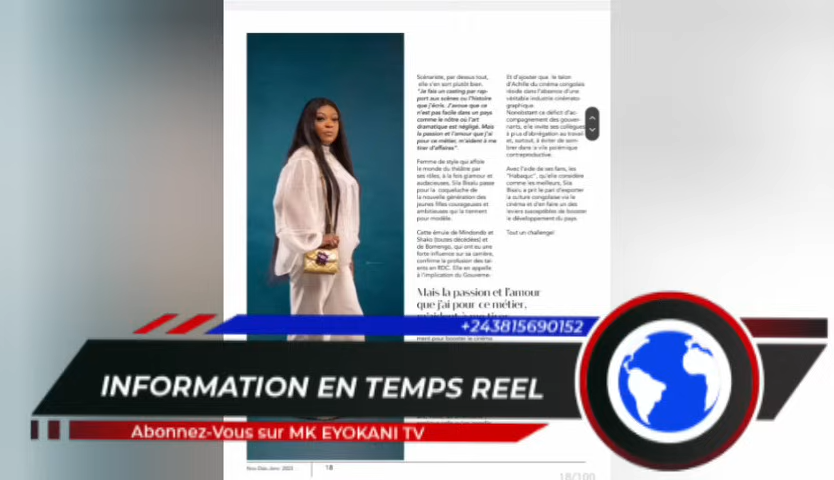 Scénariste, par dessus tout,
elle s'en sort plutôt bien.
"Je fais un casting par rap-
port aux scènes ou l'histoire
que j'écris. J'avoue que ce
n'est pas facile dans un pays
comme le nôtre où l'art
dramatique est négligé. Mais
la passion et l'amour que j'ai
pour ce métier, m'aident à me
tirer d'affaires".
Femme de style qui affole
le monde du théâtre par
ses rôles, à la fois glamour et
audacieuses, Sila Bisalu passe
pour la coqueluche de
la nouvelle génération des
jeunes filles courageuses et
ambitieuses qui la tiennent
pour modèle.
Cette émule de Mindondo et
Shako (toutes décédées) et
de Bomengo, qui ont eu une
forte influence sur sa carrière,
confirme la profusion des tal-
ents en RDC. Elle en appelle
à l'implication du Gouverne-
Mais la passion et l'amour
que j'ai pour ce métier,
ment pour booster le cinéma
Et d'ajouter que le talon
d'Achille du cinéma congolais
réside dans l'absence d'une
véritable industrie cinémato-
graphique.
Nonobstant ce déficit d'ac-
compagnement des gouver-
nants, elle invite ses collègues
à plus d'abnégation au travail
et, surtout, à éviter de som-
brer dans la vile polémique
contreproductive.
Avec l'aide de ses fans, les
"Habaquc", qu'elle considère
comme les meilleurs, Sila
Bisalu a pris le pari d'exporter
la culture congolaise via le
cinéma et d'en faire un des
leviers susceptibles de booster
le développement du pays.
Tout un challenge!
18
18/100
+243815690152
INFORMATION EN TEMPS REEL
Abonnez-Vous sur MK EYOKANI TV